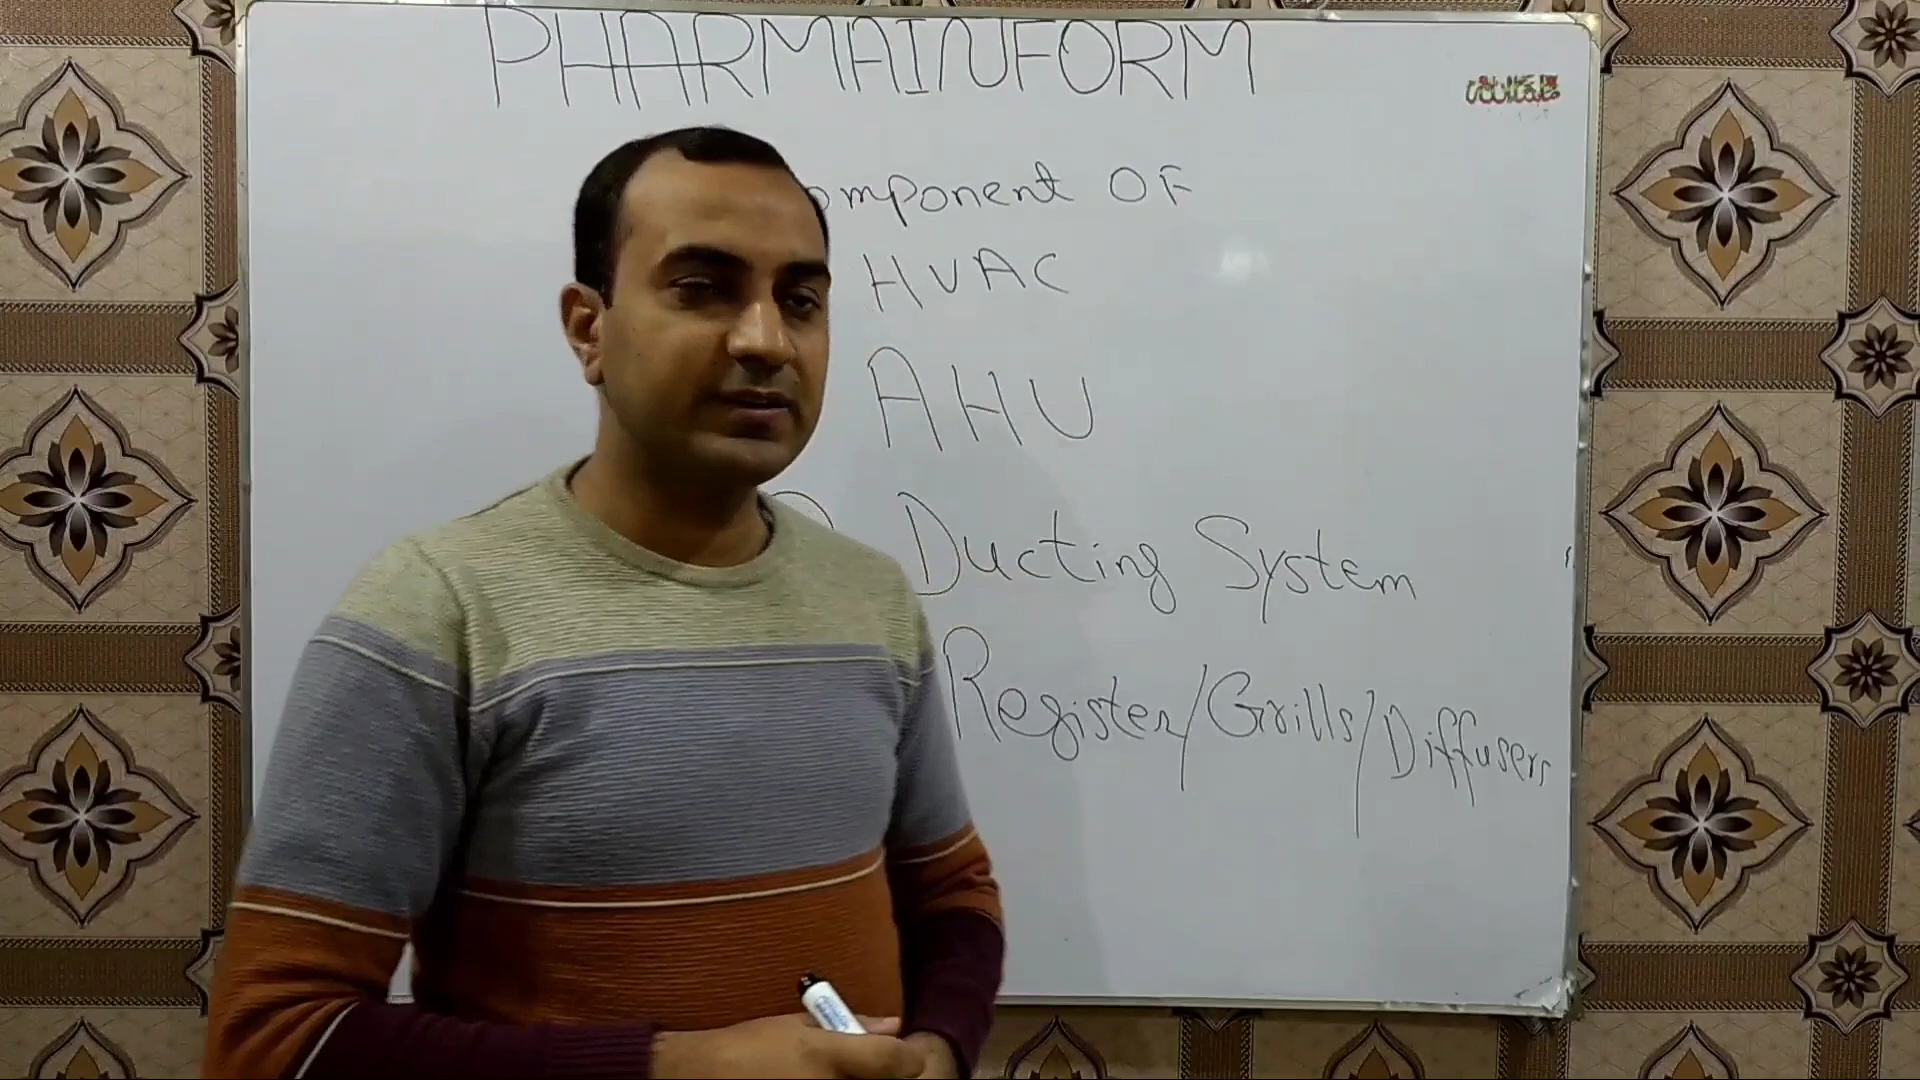 PHARMAINFORM
omponent OF
HVAC
AHU
Ducting System
Register/Grills/Diffusers